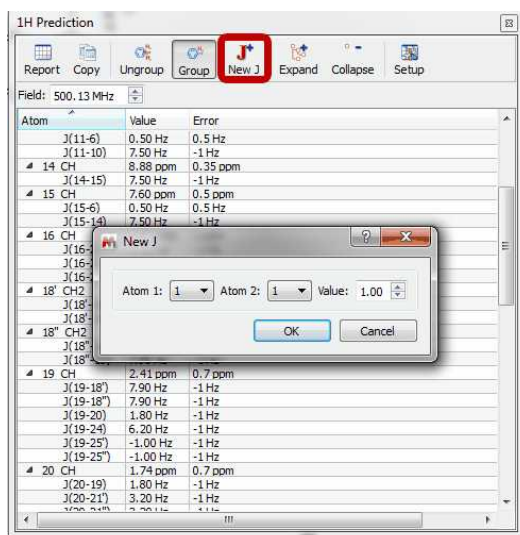 1H Prediction
Report Copy Ungroup Group New J Expand Collapse Setup
Field: 500.13 MHz
Atom Value Error
J(11-6) 0.50 Hz 0.5 Hz
J(11-10) 7.50 Hz -1 Hz
14 CH 8.88 ppm 0.35 ppm
J(14-15) 7.50 Hz -1 Hz
15 CH 7.60 ppm 0.5 ppm
J(15-6) 0.50 Hz 0.5 Hz
J(15-14) 7.50 Hz -1 Hz
16 CH
J(16-
J(16-
J(16-
18' CH2
J(18'-
J(18'-
18" CH2
J(18"-
J(18"
New J
Atom 1: 1 Atom 2: 1 Value: 1.00
OK Cancel
19 CH 2.41 ppm 0.7 ppm
J(19-18') 7.90 Hz -1 Hz
J(19-18") 7.90 Hz -1 Hz
J(19-20) 1.80 Hz -1 Hz
J(19-24) 6.20 Hz -1 Hz
J(19-25') -1.00 Hz -1 Hz
J(19-25") -1.00 Hz -1 Hz
20 CH 1.74 ppm 0.7 ppm
J(20-19) 1.80 Hz -1 Hz
J(20-21') 3.20 Hz -1 Hz